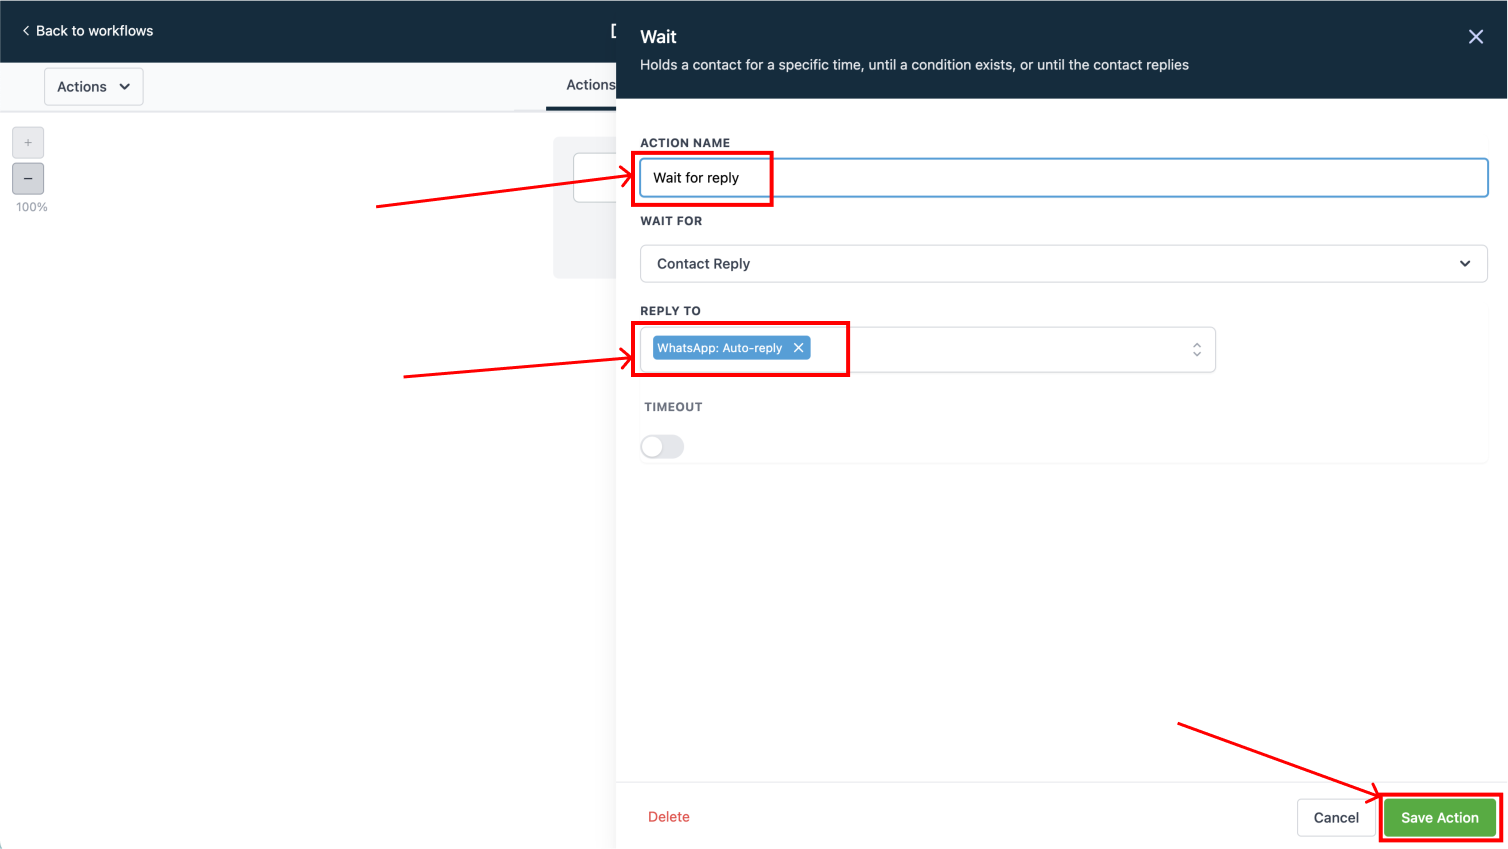 Back to workflows
Wait
Holds a contact for a specific time, until a condition exists, or until the contact replies
Actions
Actions
+
−
100%
ACTION NAME
Wait for reply
WAIT FOR
Contact Reply
REPLY TO
WhatsApp: Auto-reply
TIMEOUT
Delete
Cancel
Save Action